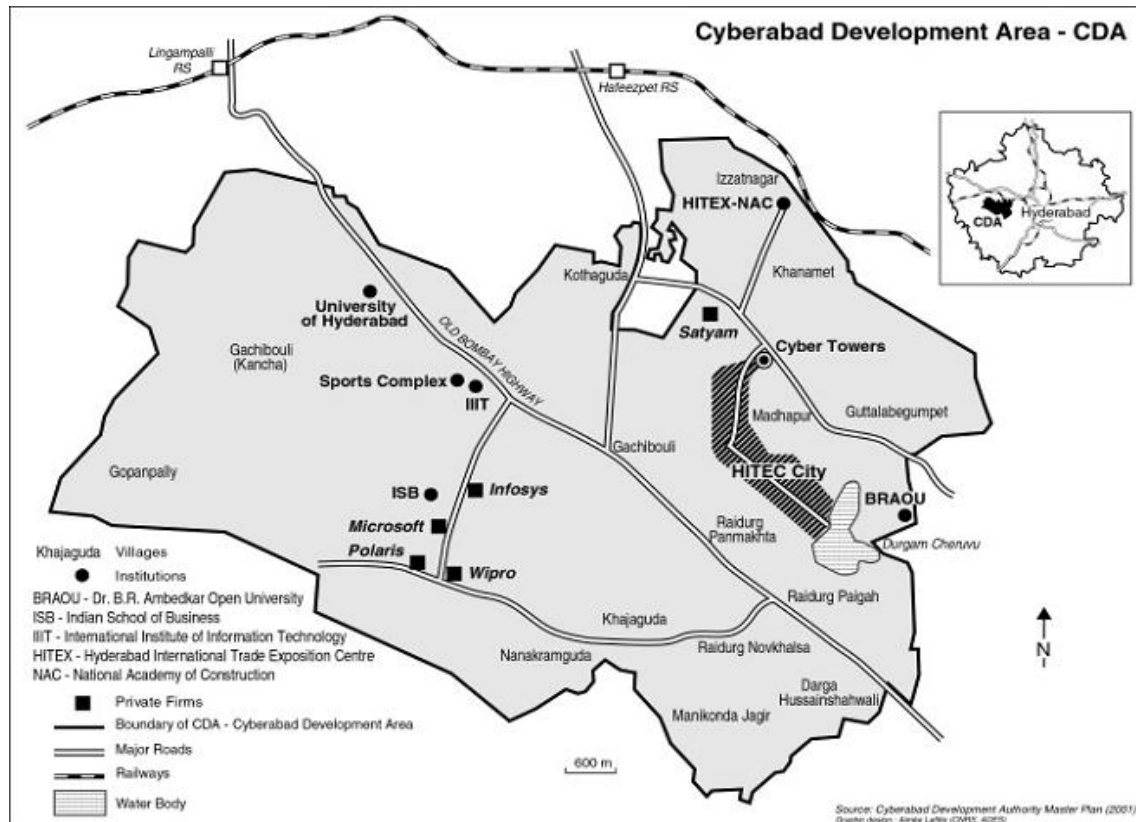 Cyberabad Development Area - CDA
Lingampalli
RS
Hafeezpet RS
Izzatnagar
HITEX-NAC
CDA
Hyderabad
Kothaguda
Khanamet
University
of Hyderabad
Satyam
OLD BOMBAY HIGHWAY
Cyber Towers
Gachibouli
(Kancha)
Sports Complex
IIIT
Madhapur
Guttalabegumpet
Gachibouli
Gopanpally
HITEC City
ISB
Infosys
BRAOU
Microsoft
Raidurg
Panmakhta
Durgam Cheruvu
Polaris
Wipro
Raidurg Paigah
Khajaguda
Raidurg Novkhalsa
Nanakramguda
Darga
Hussainshahwali
Manikonda Jagir
N
600 m
Khajaguda Villages
Institutions
BRAOU - Dr. B.R. Ambedkar Open University
ISB - Indian School of Business
IIIT - International Institute of Information Technology
HITEX - Hyderabad International Trade Exposition Centre
NAC - National Academy of Construction
Private Firms
Boundary of CDA - Cyberabad Development Area
Major Roads
Railways
Water Body
Source: Cyberabad Development Authority Master Plan (2001)
Graphic design : (CNRS, ADES)